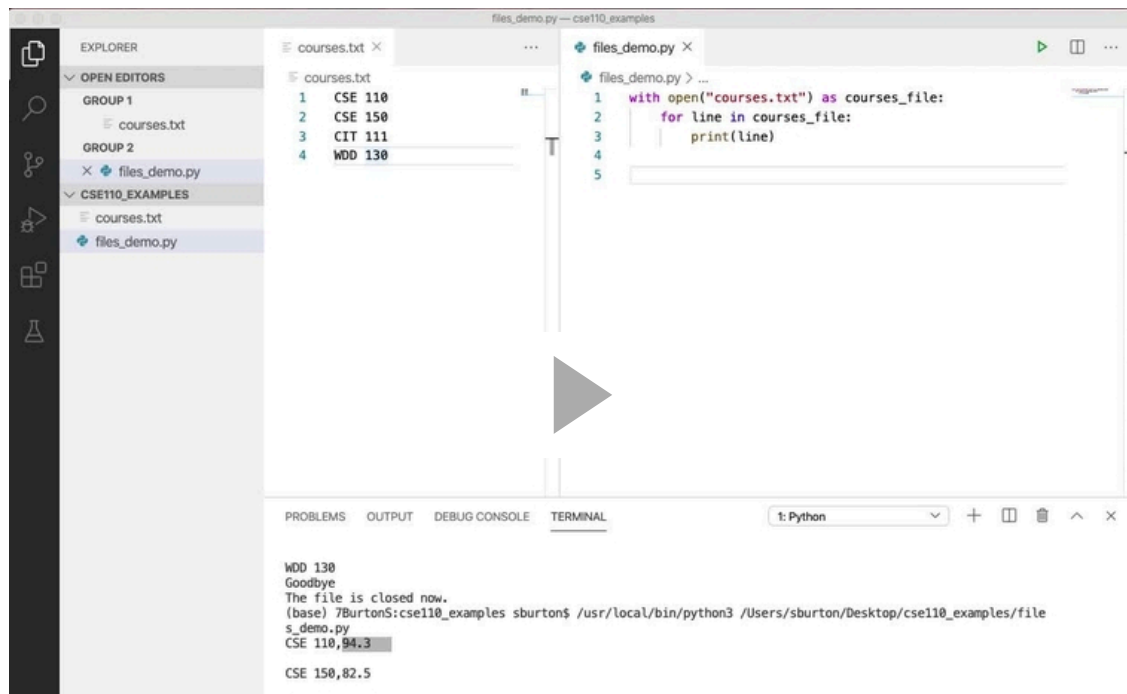 files_demo.py — cse110_examples
EXPLORER
OPEN EDITORS
GROUP 1
courses.txt
GROUP 2
files_demo.py
CSE110_EXAMPLES
courses.txt
files_demo.py
courses.txt
courses.txt
1 CSE 110
2 CSE 150
3 CIT 111
4 WDD 130
files_demo.py
files_demo.py > ...
1 with open("courses.txt") as courses_file:
2 for line in courses_file:
3 print(line)
4
5
PROBLEMS OUTPUT DEBUG CONSOLE TERMINAL 1: Python
WDD 130
Goodbye
The file is closed now.
(base) 7BurtonS:cse110_examples sburton$ /usr/local/bin/python3 /Users/sburton/Desktop/cse110_examples/file
s_demo.py
CSE 110,94.3
CSE 150,82.5